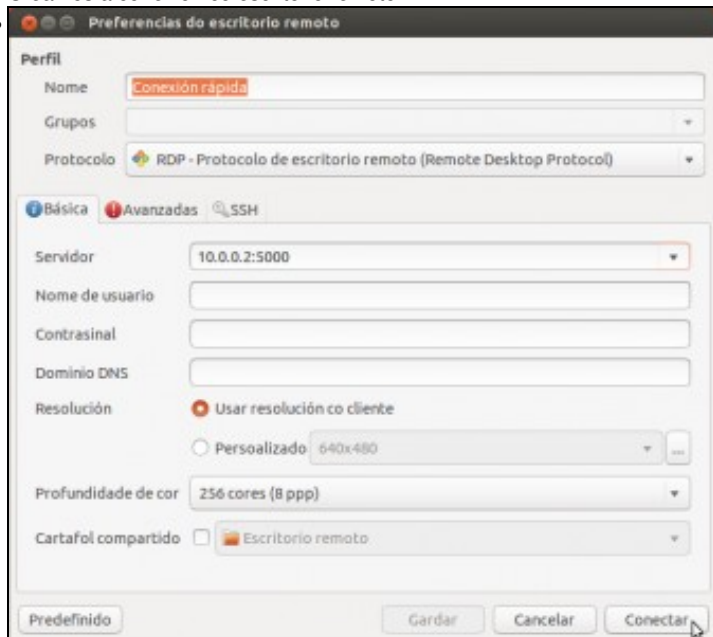 Preferencias do escritorio remoto
Perfil
Nome Conexión rápida
Grupos
Protocolo RDP - Protocolo de escritorio remoto (Remote Desktop Protocol)
Básica Avanzadas SSH
Servidor 10.0.0.2:5000
Nome de usuario
Contrasinal
Dominio DNS
Resolución Usar resolución co cliente
Persoalizado 640x480 ...
Profundidade de cor 256 cores (8 ppp)
Cartafol compartido Escritorio remoto
Predefinido Gardar Cancelar Conectar